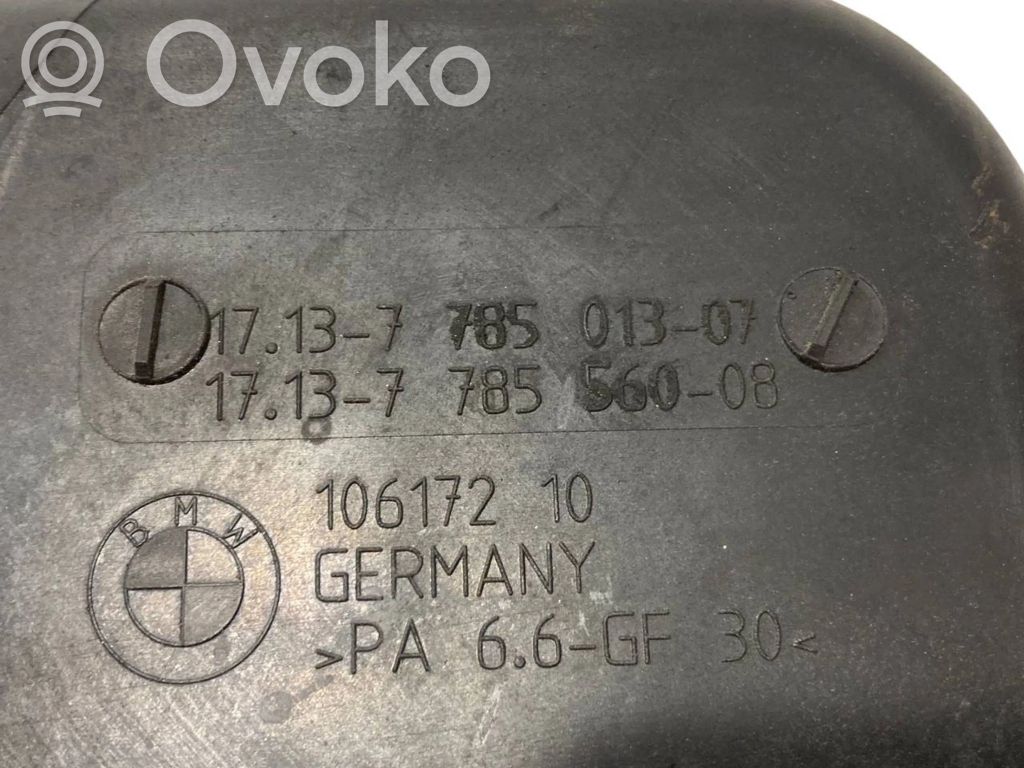 Ovoko
17.13-7 785 013-07
17.13-7 785 560-08
106172 10
BMW
GERMANY
>PA 6.6-GF 30<